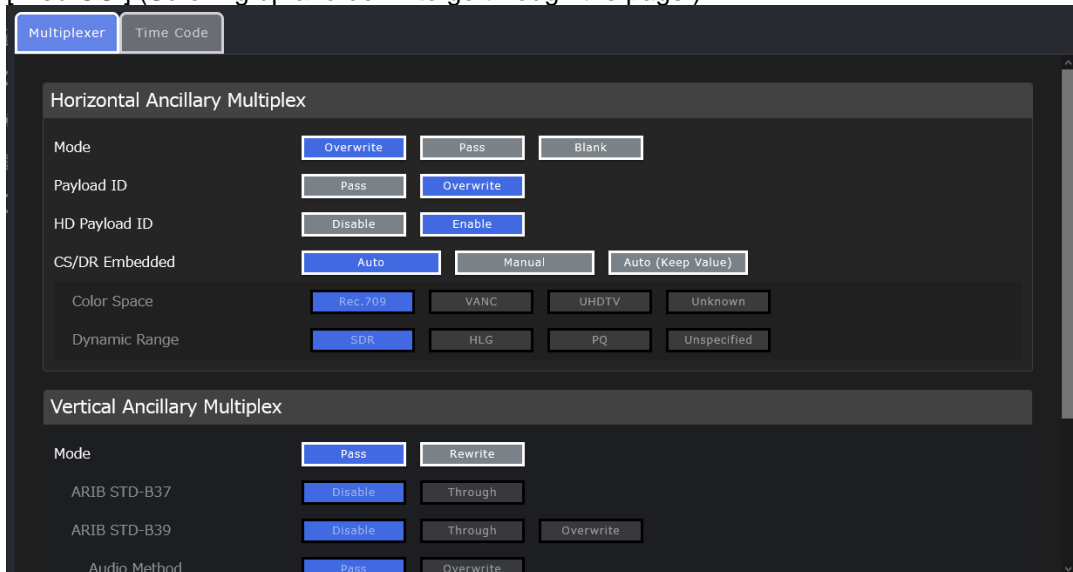 Multiplexer Time Code
Horizontal Ancillary Multiplex
Mode Overwrite Pass Blank
Payload ID Pass Overwrite
HD Payload ID Disable Enable
CS/DR Embedded Auto Manual Auto (Keep Value)
Color Space Rec.709 VANC UHDTV Unknown
Dynamic Range SDR HLG PQ Unspecified
Vertical Ancillary Multiplex
Mode Pass Rewrite
ARIB STD-B37 Disable Through
ARIB STD-B39 Disable Through Overwrite
Audio Method Pass Overwrite